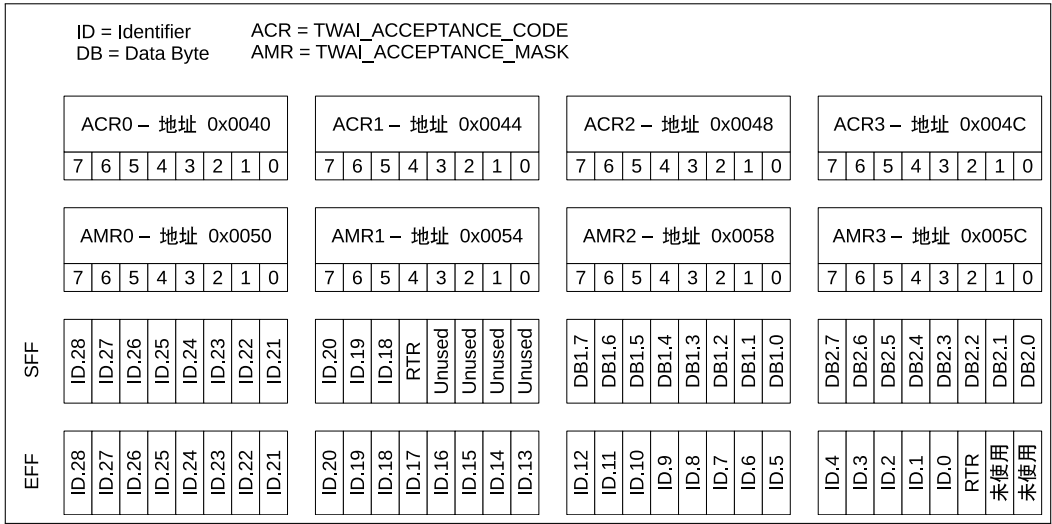 ID = Identifier ACR = TWAI_ACCEPTANCE_CODE
DB = Data Byte AMR = TWAI_ACCEPTANCE_MASK
ACR0 – 地址 0x0040 ACR1 – 地址 0x0044 ACR2 – 地址 0x0048 ACR3 – 地址 0x004C
7 6 5 4 3 2 1 0 7 6 5 4 3 2 1 0 7 6 5 4 3 2 1 0 7 6 5 4 3 2 1 0
AMR0 – 地址 0x0050 AMR1 – 地址 0x0054 AMR2 – 地址 0x0058 AMR3 – 地址 0x005C
7 6 5 4 3 2 1 0 7 6 5 4 3 2 1 0 7 6 5 4 3 2 1 0 7 6 5 4 3 2 1 0
SFF ID.28 ID.27 ID.26 ID.25 ID.24 ID.23 ID.22 ID.21 ID.20 ID.19 ID.18 RTR Unused Unused Unused Unused DB1.7 DB1.6 DB1.5 DB1.4 DB1.3 DB1.2 DB1.1 DB1.0 DB2.7 DB2.6 DB2.5 DB2.4 DB2.3 DB2.2 DB2.1 DB2.0
EFF ID.28 ID.27 ID.26 ID.25 ID.24 ID.23 ID.22 ID.21 ID.20 ID.19 ID.18 ID.17 ID.16 ID.15 ID.14 ID.13 ID.12 ID.11 ID.10 ID.9 ID.8 ID.7 ID.6 ID.5 ID.4 ID.3 ID.2 ID.1 ID.0 RTR 未使用 未使用